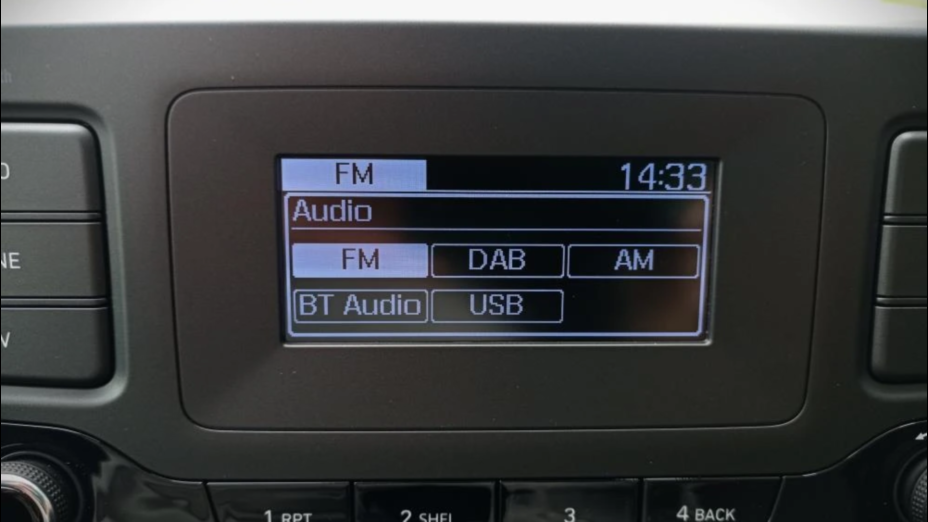 FM 14:33
Audio
FM DAB AM
BT Audio USB
1 RPT 2 SHFL 3 4 BACK